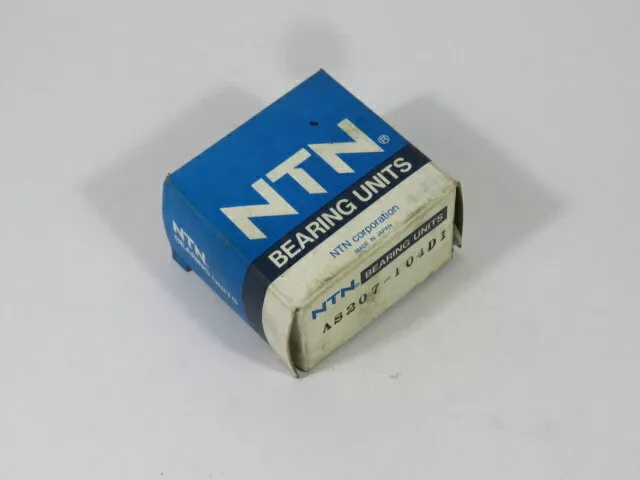 NTN®
BEARING UNITS
NTN corporation
MADE IN JAPAN
NTN®
BEARING UNITS
NTN® BEARING UNITS
AS207-104D1